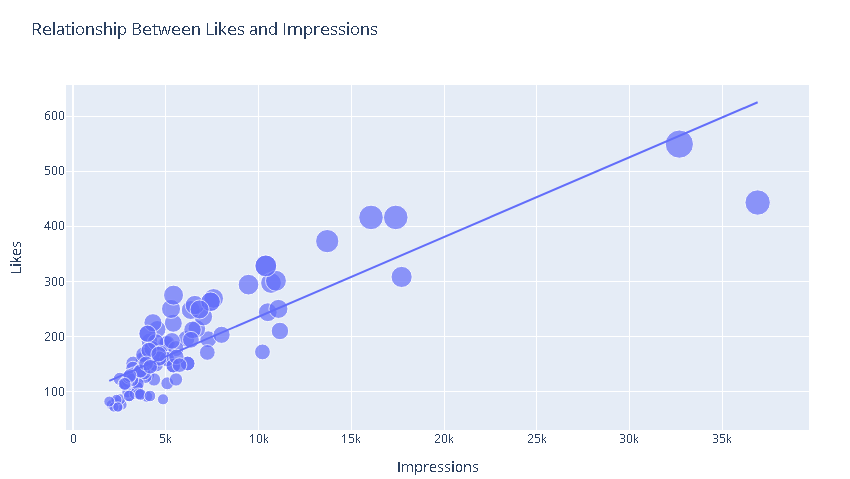 Relationship Between Likes and Impressions
600
500
400
300
200
100
Likes
0
5k
10k
15k
20k
25k
30k
35k
Impressions